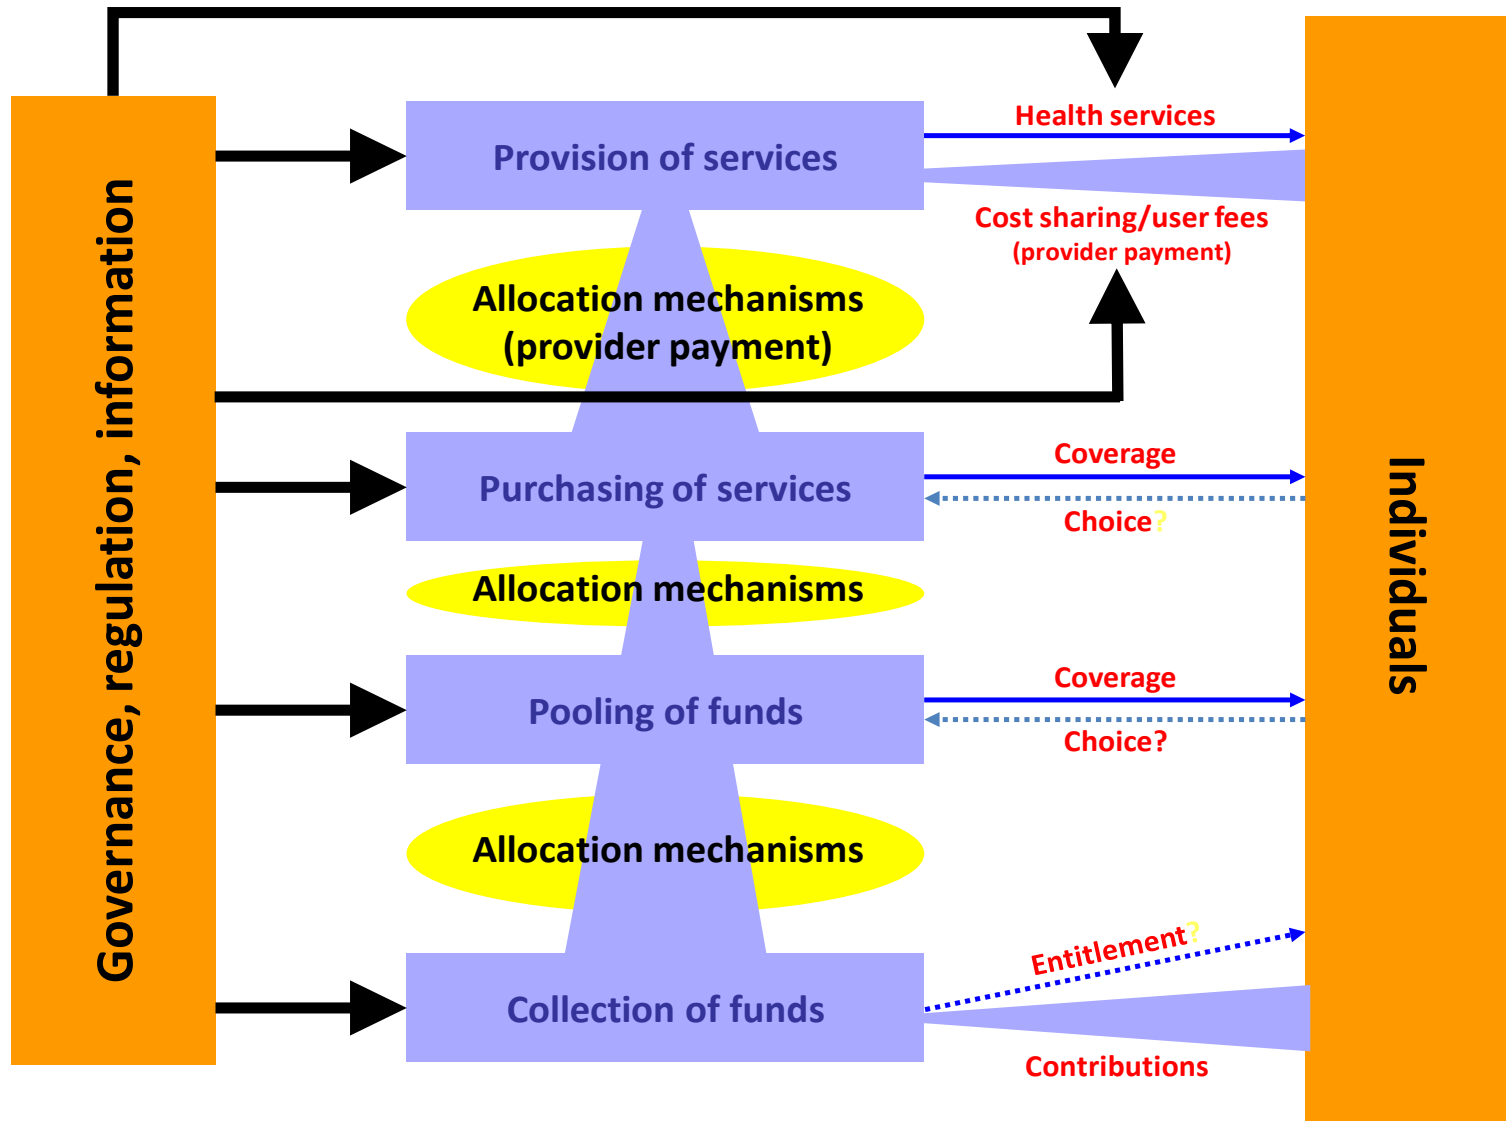 Governance, regulation, information
Provision of services
Health services
Cost sharing/user fees
(provider payment)
Allocation mechanisms
(provider payment)
Purchasing of services
Coverage
Choice?
Allocation mechanisms
Pooling of funds
Coverage
Choice?
Allocation mechanisms
Collection of funds
Entitlement?
Contributions
Individuals